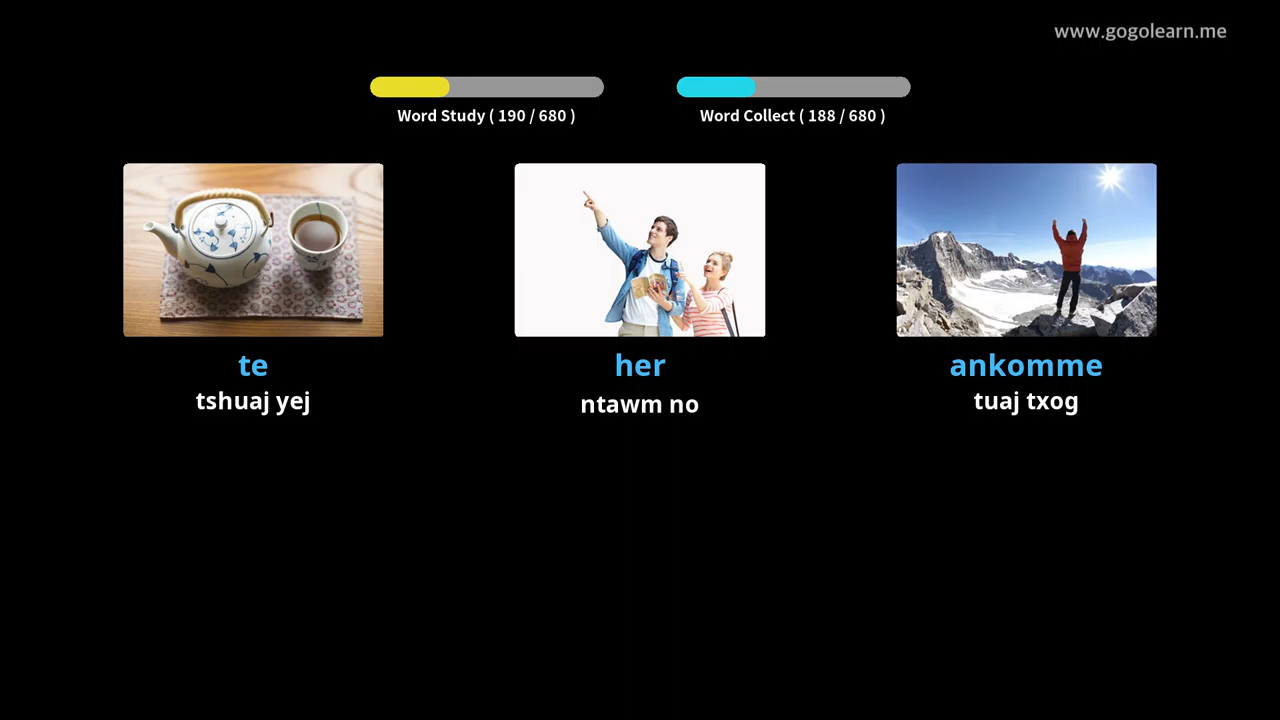 www.gogolearn.me
Word Study ( 190 / 680 )
Word Collect ( 188 / 680 )
te
tshuaj yej
her
ntawm no
ankomme
tuaj txog